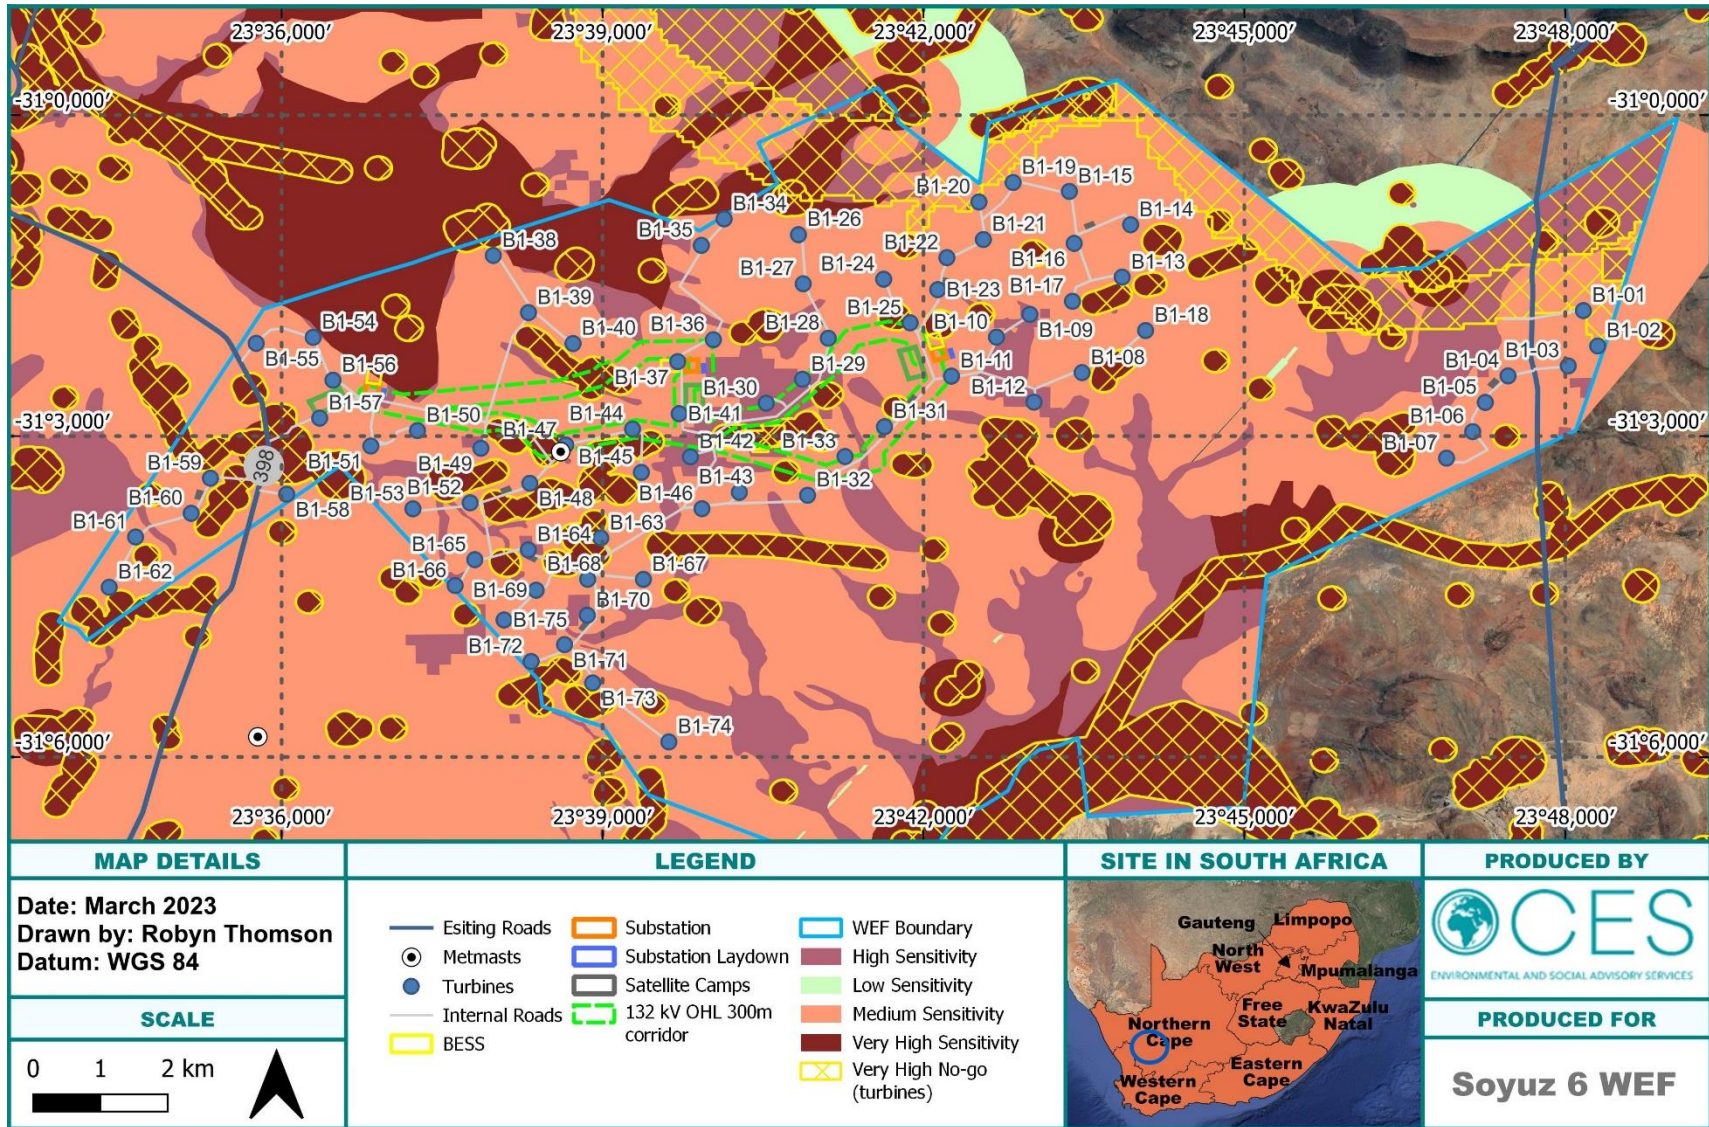 23°36,000′
23°39,000′
23°42,000′
23°45,000′
23°48,000′
-31°0,000′
-31°0,000′
B1-19
B1-15
B1-20
B1-34
B1-26
B1-14
B1-35
B1-21
B1-38
B1-22
B1-16
B1-13
B1-27
B1-24
B1-39
B1-23
B1-17
B1-01
B1-25
B1-10
B1-09
B1-18
B1-54
B1-40
B1-36
B1-28
B1-02
B1-55
B1-56
B1-37
B1-29
B1-11
B1-08
B1-04
B1-03
B1-30
B1-12
B1-05
B1-57
B1-50
B1-44
B1-41
B1-31
B1-06
-31°3,000′
-31°3,000′
B1-47
B1-42
B1-33
B1-07
B1-59
398
B1-51
B1-49
B1-45
B1-43
B1-32
B1-60
B1-53
B1-52
B1-48
B1-46
B1-61
B1-58
B1-63
B1-64
B1-65
B1-62
B1-66
B1-68
B1-67
B1-69
B1-70
B1-75
B1-72
B1-71
B1-73
B1-74
-31°6,000′
-31°6,000′
23°36,000′
23°39,000′
23°42,000′
23°45,000′
23°48,000′
MAP DETAILS
Date: March 2023
Drawn by: Robyn Thomson
Datum: WGS 84
SCALE
0 1 2 km
LEGEND
Esiting Roads
Metmasts
Turbines
Internal Roads
BESS
Substation
Substation Laydown
Satellite Camps
132 kV OHL 300m
corridor
WEF Boundary
High Sensitivity
Low Sensitivity
Medium Sensitivity
Very High Sensitivity
Very High No-go
(turbines)
SITE IN SOUTH AFRICA
Gauteng
Limpopo
North
West
Mpumalanga
Free
State
KwaZulu
Natal
Northern
Cape
Eastern
Cape
Western
Cape
PRODUCED BY
CES
ENVIRONMENTAL AND SOCIAL ADVISORY SERVICES
PRODUCED FOR
Soyuz 6 WEF